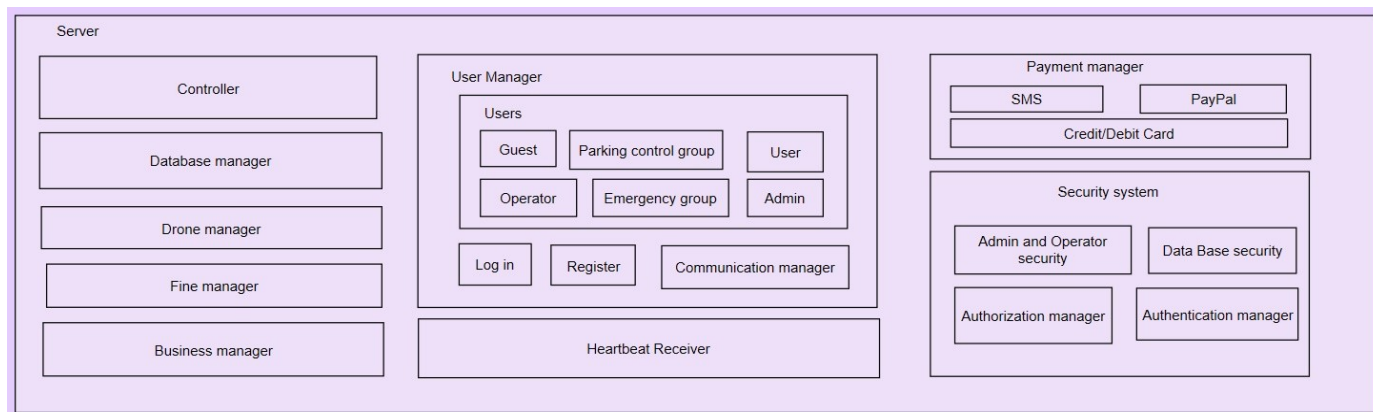 Server
Controller
Database manager
Drone manager
Fine manager
Business manager
User Manager
Users
Guest
Parking control group
User
Operator
Emergency group
Admin
Log in
Register
Communication manager
Heartbeat Receiver
Payment manager
SMS
PayPal
Credit/Debit Card
Security system
Admin and Operator
security
Data Base security
Authorization manager
Authentication manager